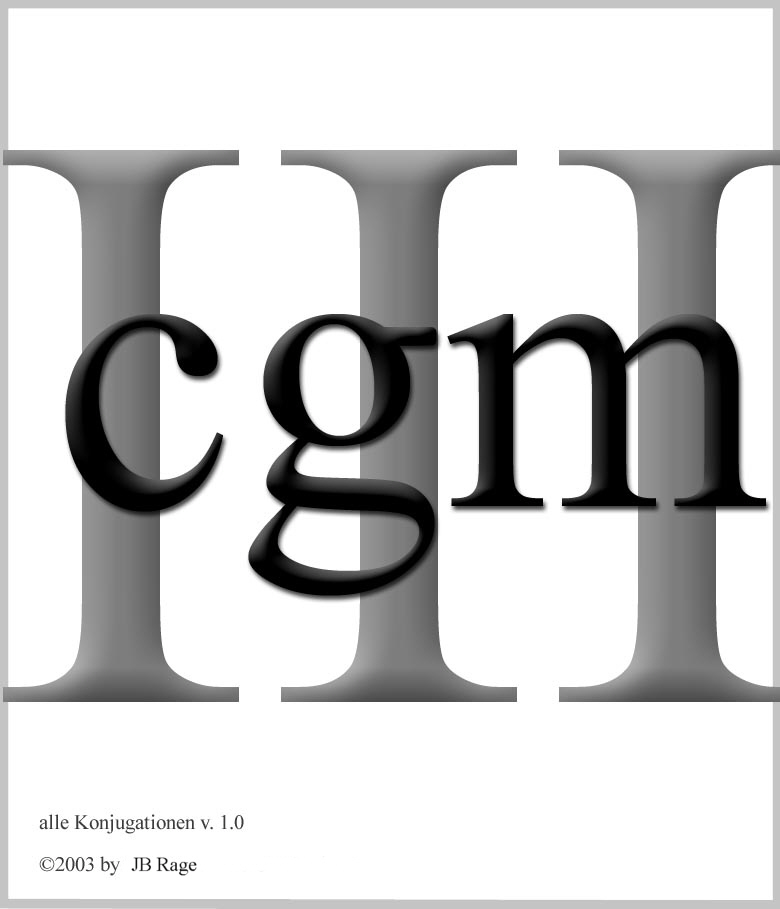 III
cgm
alle Konjugationen v. 1.0
©2003 by JB Rage